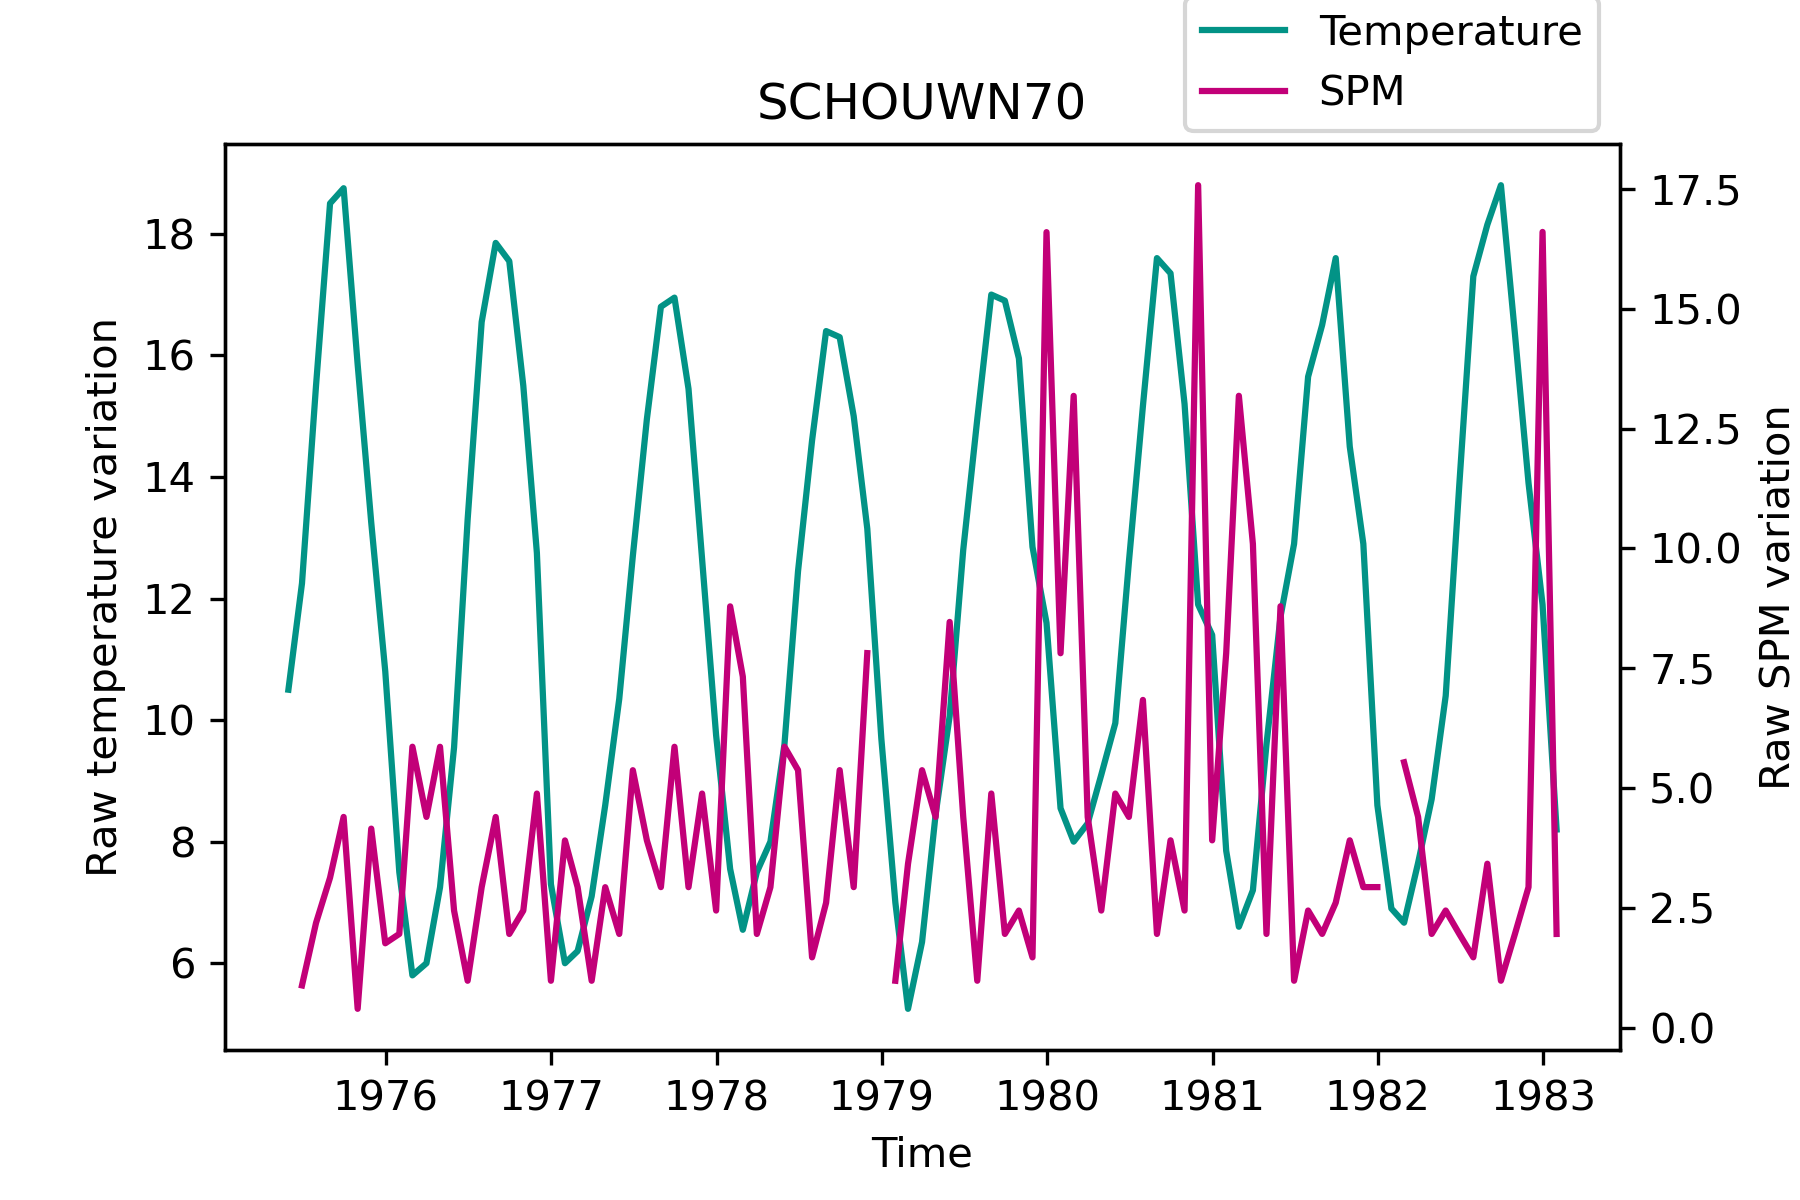 Temperature
SPM
SCHOUWN70
Raw temperature variation
18
16
14
12
10
8
6
17.5
15.0
12.5
10.0
7.5
5.0
2.5
0.0
Raw SPM variation
1976 1977 1978 1979 1980 1981 1982 1983
Time